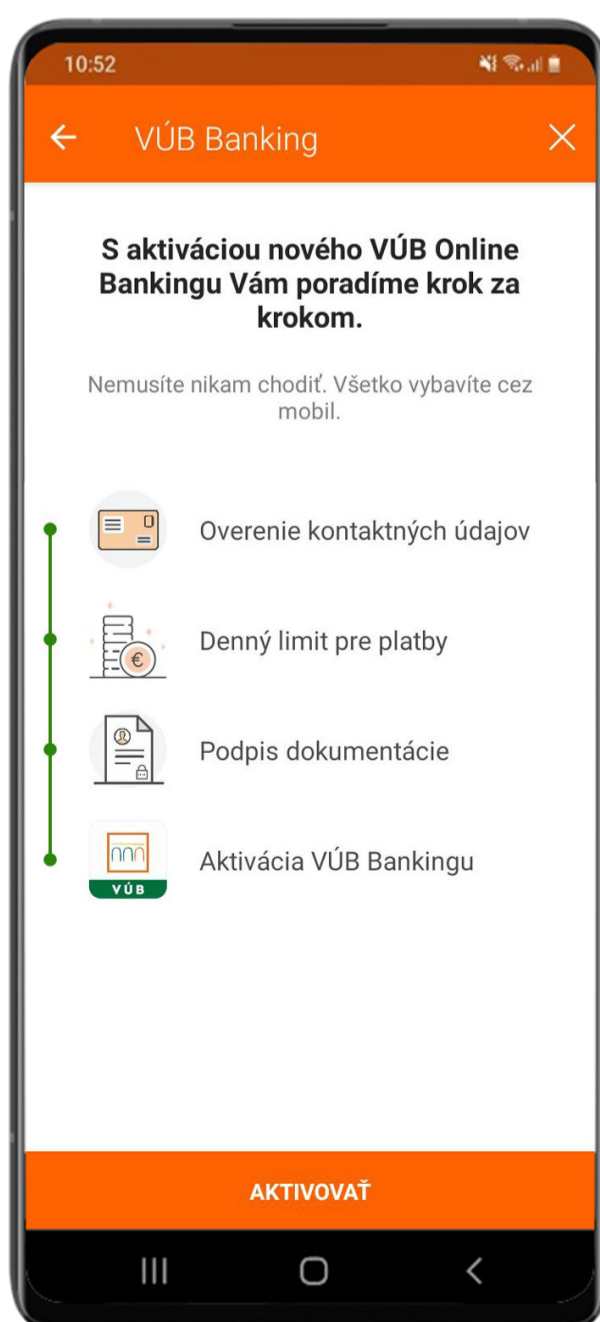 10:52
VÚB Banking
S aktiváciou nového VÚB Online
Bankingu Vám poradíme krok za
krokom.
Nemusíte nikam chodiť. Všetko vybavíte cez
mobil.
Overenie kontaktných údajov
Denný limit pre platby
Podpis dokumentácie
Aktivácia VÚB Bankingu
VÚB
AKTIVOVAŤ